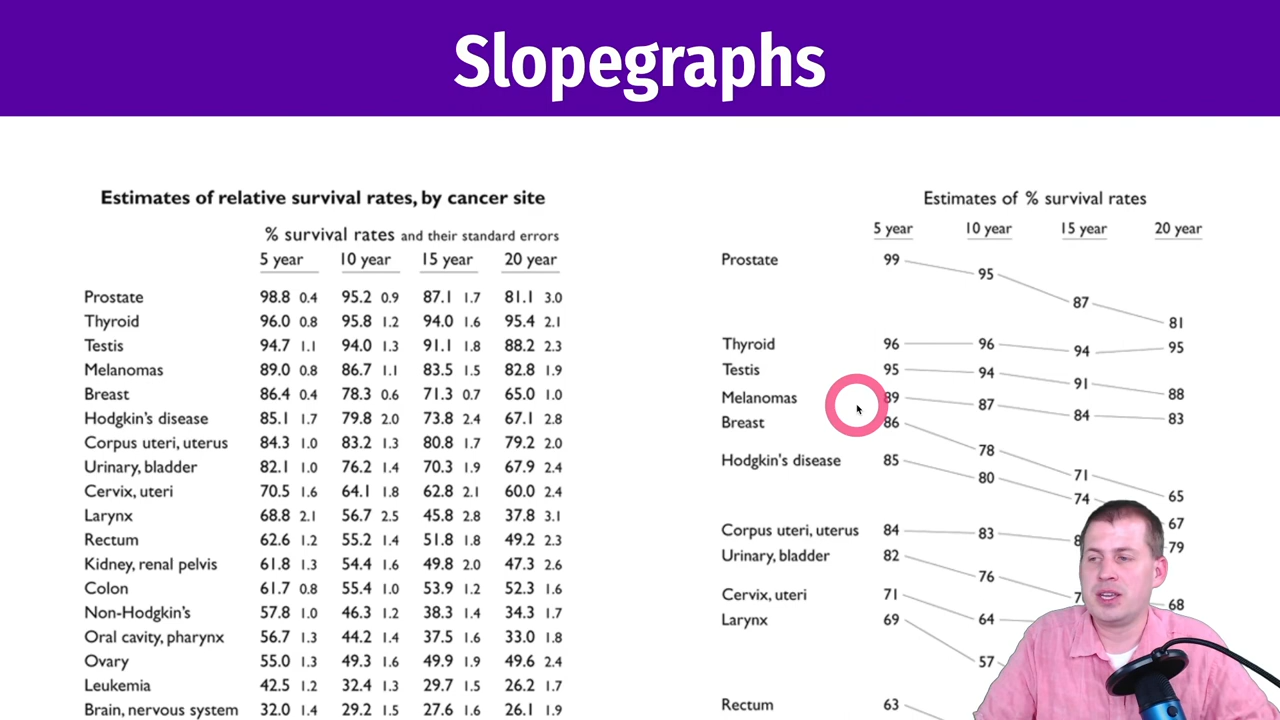 Slopegraphs
Estimates of relative survival rates, by cancer site
% survival rates and their standard errors
5 year 10 year 15 year 20 year
Prostate 98.8 0.4 95.2 0.9 87.1 1.7 81.1 3.0
Thyroid 96.0 0.8 95.8 1.2 94.0 1.6 95.4 2.1
Testis 94.7 1.1 94.0 1.3 91.1 1.8 88.2 2.3
Melanomas 89.0 0.8 86.7 1.1 83.5 1.5 82.8 1.9
Breast 86.4 0.4 78.3 0.6 71.3 0.7 65.0 1.0
Hodgkin's disease 85.1 1.7 79.8 2.0 73.8 2.4 67.1 2.8
Corpus uteri, uterus 84.3 1.0 83.2 1.3 80.8 1.7 79.2 2.0
Urinary, bladder 82.1 1.0 76.2 1.4 70.3 1.9 67.9 2.4
Cervix, uteri 70.5 1.6 64.1 1.8 62.8 2.1 60.0 2.4
Larynx 68.8 2.1 56.7 2.5 45.8 2.8 37.8 3.1
Rectum 62.6 1.2 55.2 1.4 51.8 1.8 49.2 2.3
Kidney, renal pelvis 61.8 1.3 54.4 1.6 49.8 2.0 47.3 2.6
Colon 61.7 0.8 55.4 1.0 53.9 1.2 52.3 1.6
Non-Hodgkin's 57.8 1.0 46.3 1.2 38.3 1.4 34.3 1.7
Oral cavity, pharynx 56.7 1.3 44.2 1.4 37.5 1.6 33.0 1.8
Ovary 55.0 1.3 49.3 1.6 49.9 1.9 49.6 2.4
Leukemia 42.5 1.2 32.4 1.3 29.7 1.5 26.2 1.7
Brain, nervous system 32.0 1.4 29.2 1.5 27.6 1.6 26.1 1.9
Estimates of % survival rates
5 year 10 year 15 year 20 year
Prostate 99 95 87 81
Thyroid 96 96 94 95
Testis 95 94 91 88
Melanomas 89 87 84 83
Breast 86 78 71 65
Hodgkin's disease 85 80 74 67
Corpus uteri, uterus 84 83 79
Urinary, bladder 82 76 68
Cervix, uteri 71 64
Larynx 69 57
Rectum 63